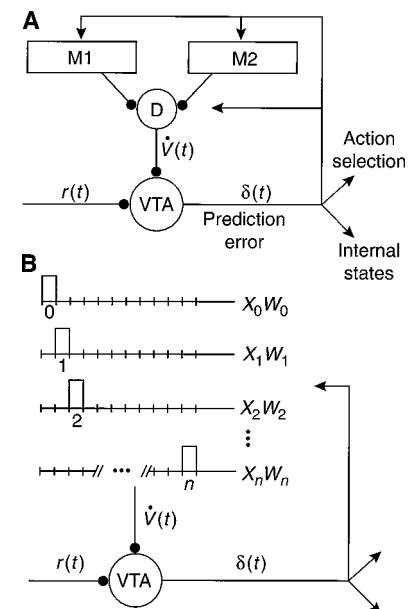 A
M1
M2
D
V̇(t)
Action
selection
r(t)
VTA
δ(t)
Prediction
error
Internal
states
B
0
X₀W₀
1
X₁W₁
2
X₂W₂
n
XₙWₙ
V̇(t)
r(t)
VTA
δ(t)